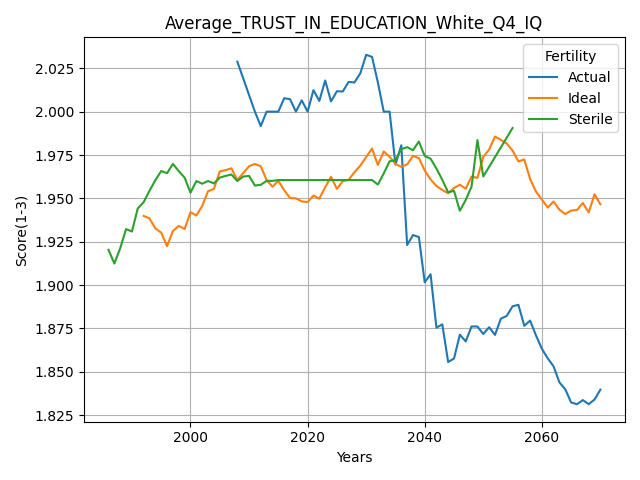 Average_TRUST_IN_EDUCATION_White_Q4_IQ
Fertility
Actual
Ideal
Sterile
Score(1-3)
2.025
2.000
1.975
1.950
1.925
1.900
1.875
1.850
1.825
2000
2020
2040
2060
Years